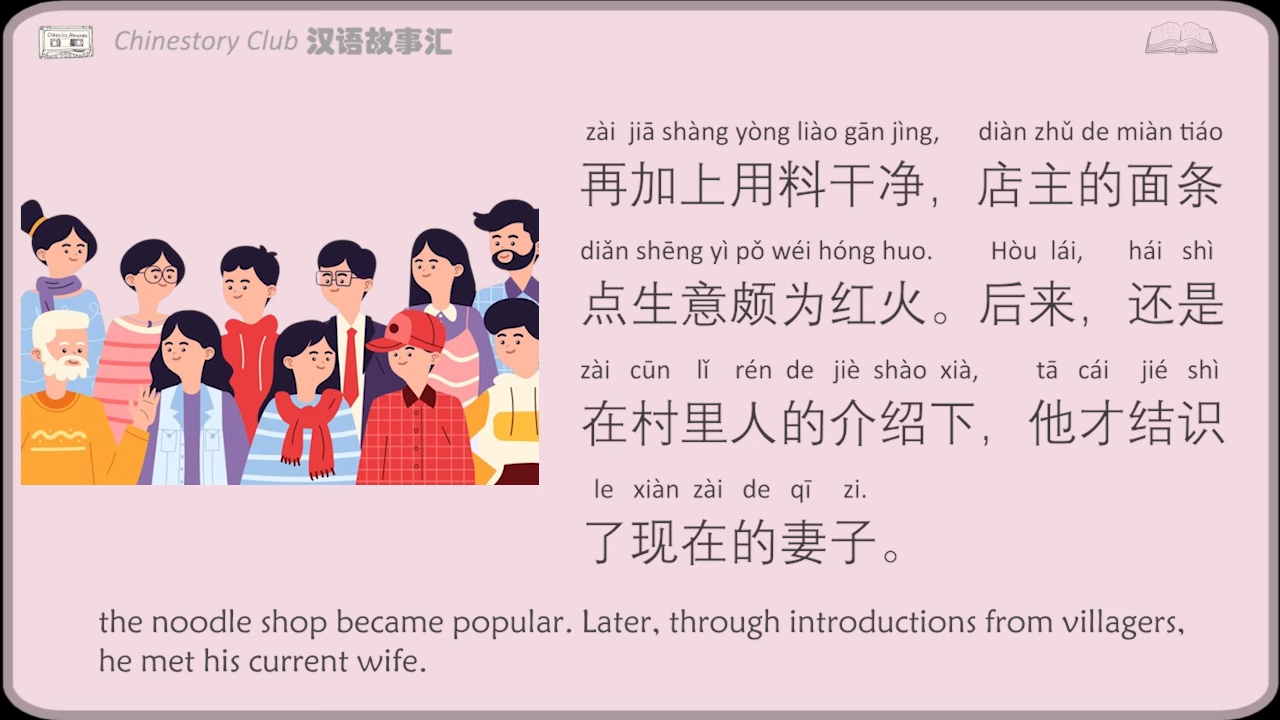 Chinestory Club 汉语故事汇
zài jiā shàng yòng liào gān jìng, diàn zhǔ de miàn tiáo
再加上用料干净，店主的面条
diǎn shēng yì pǒ wéi hóng huo. Hòu lái, hái shì
点生意颇为红火。后来，还是
zài cūn lǐ rén de jiè shào xià, tā cái jié shì
在村里人的介绍下，他才结识
le xiàn zài de qī zi.
了现在的妻子。
the noodle shop became popular. Later, through introductions from villagers,
he met his current wife.